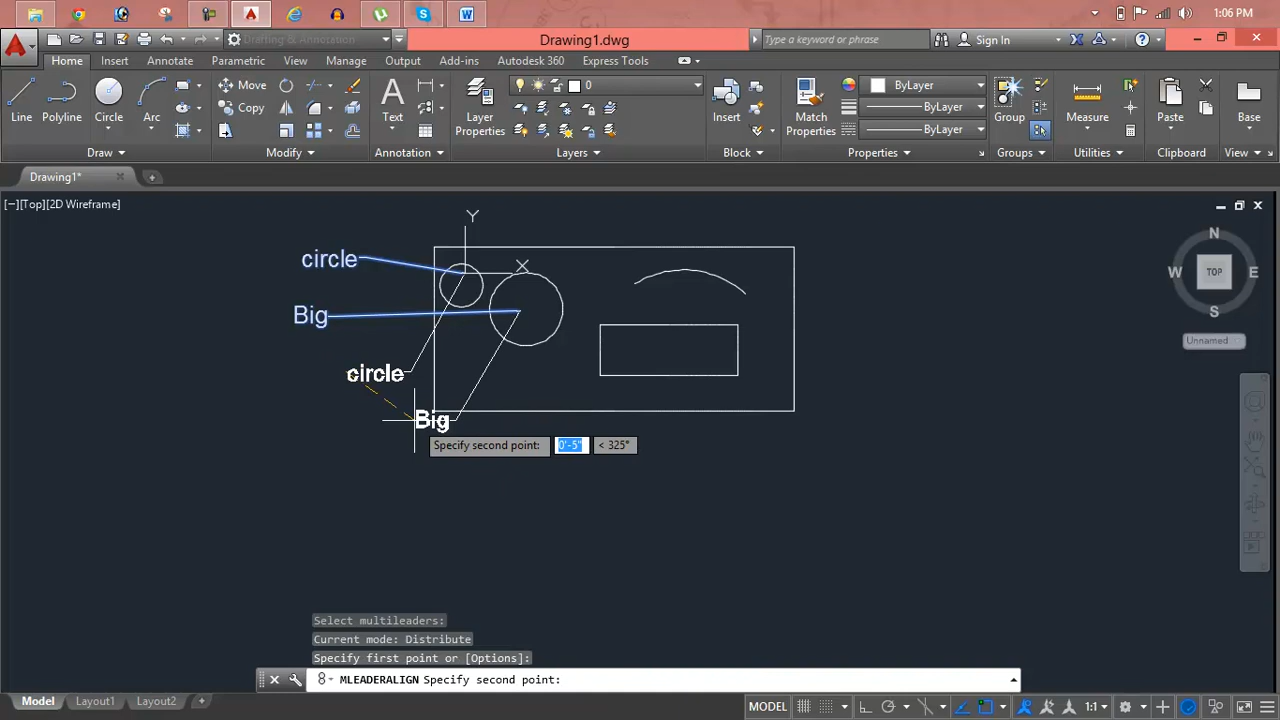 1:06 PM
Drafting & Annotation
Drawing1.dwg
Type a keyword or phrase
Sign In
Home
Insert
Annotate
Parametric
View
Manage
Output
Add-ins
Autodesk 360
Express Tools
Line
Polyline
Circle
Arc
Move
Copy
Text
Layer
Properties
0
Insert
Match
Properties
ByLayer
ByLayer
ByLayer
Group
Measure
Paste
Base
Draw
Modify
Annotation
Layers
Block
Properties
Groups
Utilities
Clipboard
View
Drawing1*
[−][Top][2D Wireframe]
Y
X
circle
Big
circle
Big
Specify second point:
0'-5"
< 325°
N
W
TOP
E
S
Unnamed
Select multileaders:
Current mode: Distribute
Specify first point or [Options]:
MLEADERALIGN Specify second point:
Model
Layout1
Layout2
MODEL
1:1